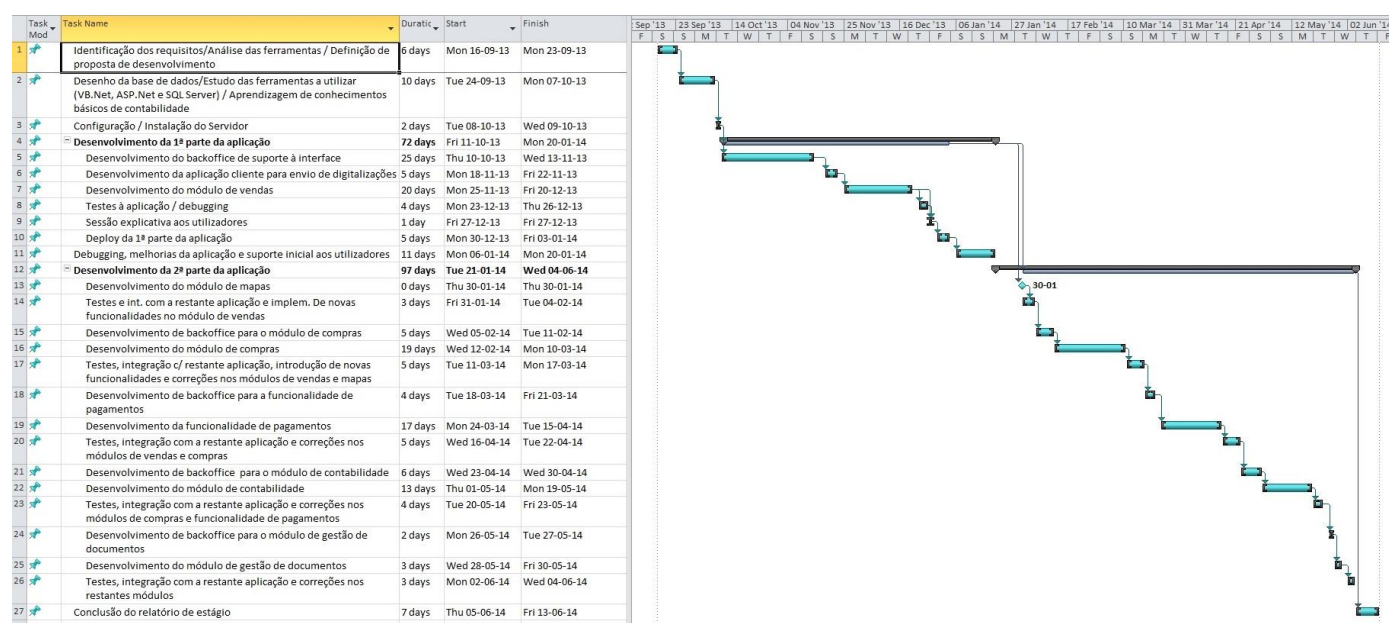 Task Mod Task Name Duratic Start Finish
Sep '13 23 Sep '13 14 Oct '13 04 Nov '13 25 Nov '13 16 Dec '13 06 Jan '14 27 Jan '14 17 Feb '14 10 Mar '14 31 Mar '14 21 Apr '14 12 May '14 02 Jun '14
F S S M T W T F S S M T W T F S S M T W T F S S M T W T F S S M T W T F
1 Identificação dos requisitos/Análise das ferramentas / Definição de 6 days Mon 16-09-13 Mon 23-09-13
proposta de desenvolvimento
2 Desenho da base de dados/Estudo das ferramentas a utilizar 10 days Tue 24-09-13 Mon 07-10-13
(VB.Net, ASP.Net e SQL Server) / Aprendizagem de conhecimentos
básicos de contabilidade
3 Configuração / Instalação do Servidor 2 days Tue 08-10-13 Wed 09-10-13
4 Desenvolvimento da 1ª parte da aplicação 72 days Fri 11-10-13 Mon 20-01-14
5 Desenvolvimento do backoffice de suporte à interface 25 days Thu 10-10-13 Wed 13-11-13
6 Desenvolvimento da aplicação cliente para envio de digitalizações 5 days Mon 18-11-13 Fri 22-11-13
7 Desenvolvimento do módulo de vendas 20 days Mon 25-11-13 Fri 20-12-13
8 Testes à aplicação / debugging 4 days Mon 23-12-13 Thu 26-12-13
9 Sessão explicativa aos utilizadores 1 day Fri 27-12-13 Fri 27-12-13
10 Deploy da 1ª parte da aplicação 5 days Mon 30-12-13 Fri 03-01-14
11 Debugging, melhorias da aplicação e suporte inicial aos utilizadores 11 days Mon 06-01-14 Mon 20-01-14
12 Desenvolvimento da 2ª parte da aplicação 97 days Tue 21-01-14 Wed 04-06-14
13 Desenvolvimento do módulo de mapas 0 days Thu 30-01-14 Thu 30-01-14 30-01
14 Testes e int. com a restante aplicação e implem. De novas 3 days Fri 31-01-14 Tue 04-02-14
funcionalidades no módulo de vendas
15 Desenvolvimento de backoffice para o módulo de compras 5 days Wed 05-02-14 Tue 11-02-14
16 Desenvolvimento do módulo de compras 19 days Wed 12-02-14 Mon 10-03-14
17 Testes, integração c/ restante aplicação, introdução de novas 5 days Tue 11-03-14 Mon 17-03-14
funcionalidades e correções nos módulos de vendas e mapas
18 Desenvolvimento de backoffice para a funcionalidade de 4 days Tue 18-03-14 Fri 21-03-14
pagamentos
19 Desenvolvimento da funcionalidade de pagamentos 17 days Mon 24-03-14 Tue 15-04-14
20 Testes, integração com a restante aplicação e correções nos 5 days Wed 16-04-14 Tue 22-04-14
módulos de vendas e compras
21 Desenvolvimento de backoffice para o módulo de contabilidade 6 days Wed 23-04-14 Wed 30-04-14
22 Desenvolvimento do módulo de contabilidade 13 days Thu 01-05-14 Mon 19-05-14
23 Testes, integração com a restante aplicação e correções nos 4 days Tue 20-05-14 Fri 23-05-14
módulos de compras e funcionalidade de pagamentos
24 Desenvolvimento de backoffice para o módulo de gestão de 2 days Mon 26-05-14 Tue 27-05-14
documentos
25 Desenvolvimento do módulo de gestão de documentos 3 days Wed 28-05-14 Fri 30-05-14
26 Testes, integração com a restante aplicação e correções nos 3 days Mon 02-06-14 Wed 04-06-14
restantes módulos
27 Conclusão do relatório de estágio 7 days Thu 05-06-14 Fri 13-06-14